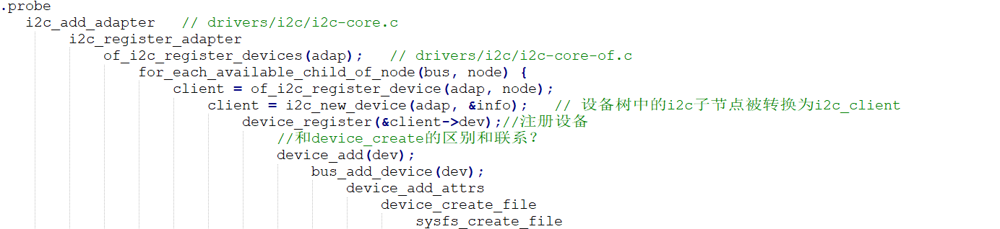 .probe
i2c_add_adapter // drivers/i2c/i2c-core.c
i2c_register_adapter
of_i2c_register_devices(adap); // drivers/i2c/i2c-core-of.c
for_each_available_child_of_node(bus, node) {
client = of_i2c_register_device(adap, node);
client = i2c_new_device(adap, &info); // 设备树中的i2c子节点被转换为i2c_client
device_register(&client->dev);//注册设备
//和device_create的区别和联系？
device_add(dev);
bus_add_device(dev);
device_add_attrs
device_create_file
sysfs_create_file